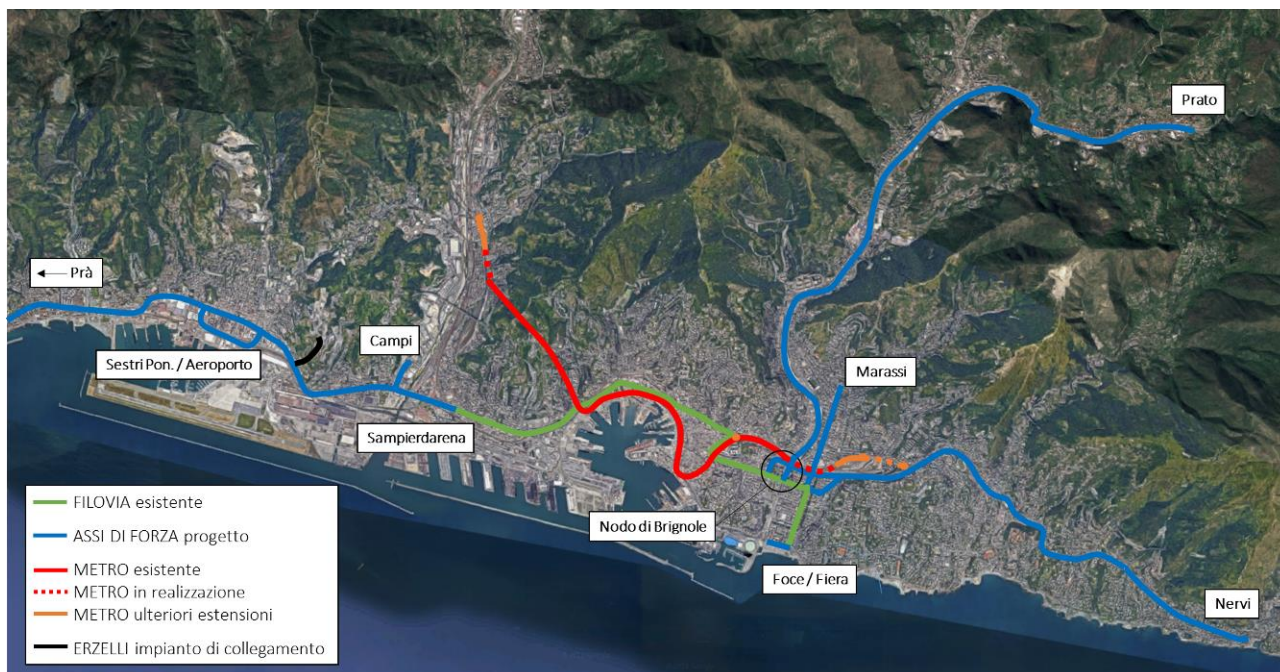 Prato
← Prà
Campi
Sestri Pon. / Aeroporto
Marassi
Sampierdarena
Nodo di Brignole
Foce / Fiera
Nervi
FILOVIA esistente
ASSI DI FORZA progetto
METRO esistente
METRO in realizzazione
METRO ulteriori estensioni
ERZELLI impianto di collegamento